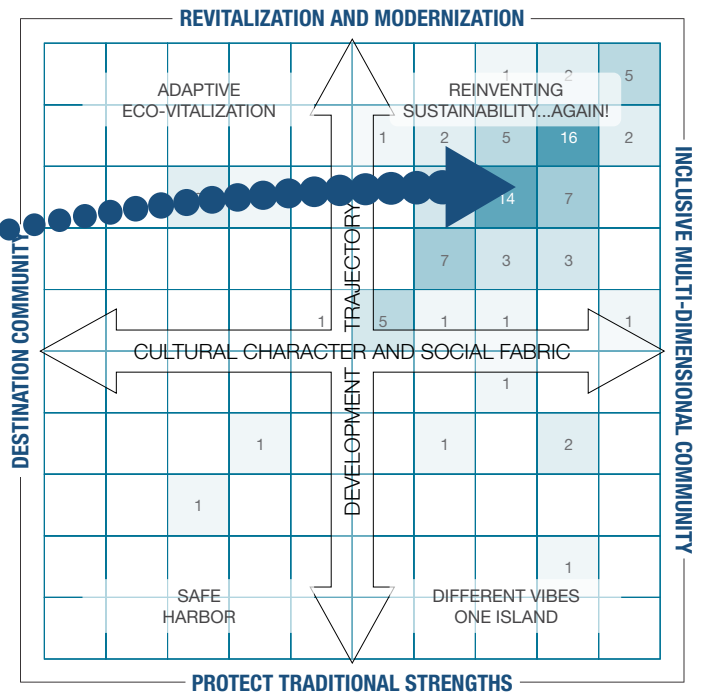 REVITALIZATION AND MODERNIZATION
1 2 5
ADAPTIVE
ECO-VITALIZATION
REINVENTING
SUSTAINABILITY...AGAIN!
1 2 5 16 2
14 7
7 3 3
1 5 1 1 1
CULTURAL CHARACTER AND SOCIAL FABRIC
DEVELOPMENT TRAJECTORY
DESTINATION COMMUNITY
INCLUSIVE MULTI-DIMENSIONAL COMMUNITY
1
1 1 2
1
1
SAFE
HARBOR
DIFFERENT VIBES
ONE ISLAND
PROTECT TRADITIONAL STRENGTHS